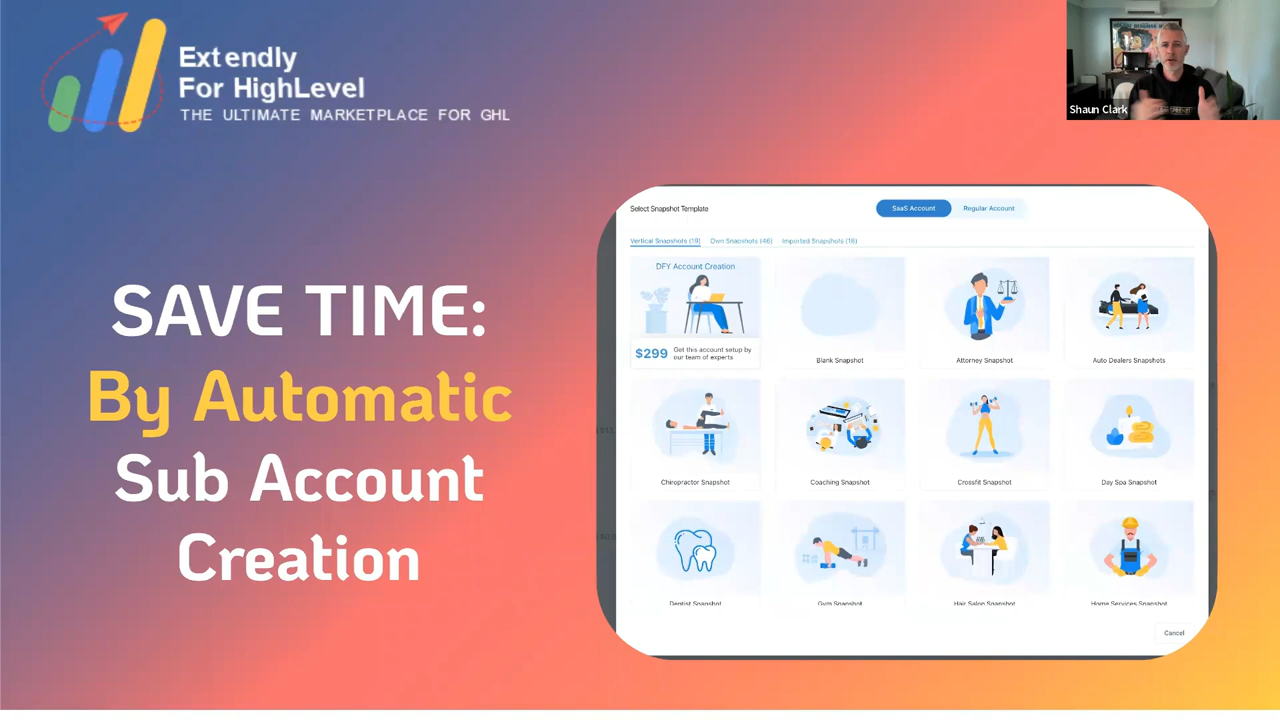 Extendly
For HighLevel
THE ULTIMATE MARKETPLACE FOR GHL
Shaun Clark
SAVE TIME:
By Automatic
Sub Account
Creation
Select Snapshot Template
SaaS Account
Regular Account
Vertical Snapshots (19)
Own Snapshots (46)
Imported Snapshots (18)
DFY Account Creation
$299
Get this account setup by
our team of experts
Blank Snapshot
Attorney Snapshot
Auto Dealers Snapshots
Chiropractor Snapshot
Coaching Snapshot
Crossfit Snapshot
Day Spa Snapshot
Dentist Snapshot
Gym Snapshot
Hair Salon Snapshot
Home Services Snapshot
Cancel